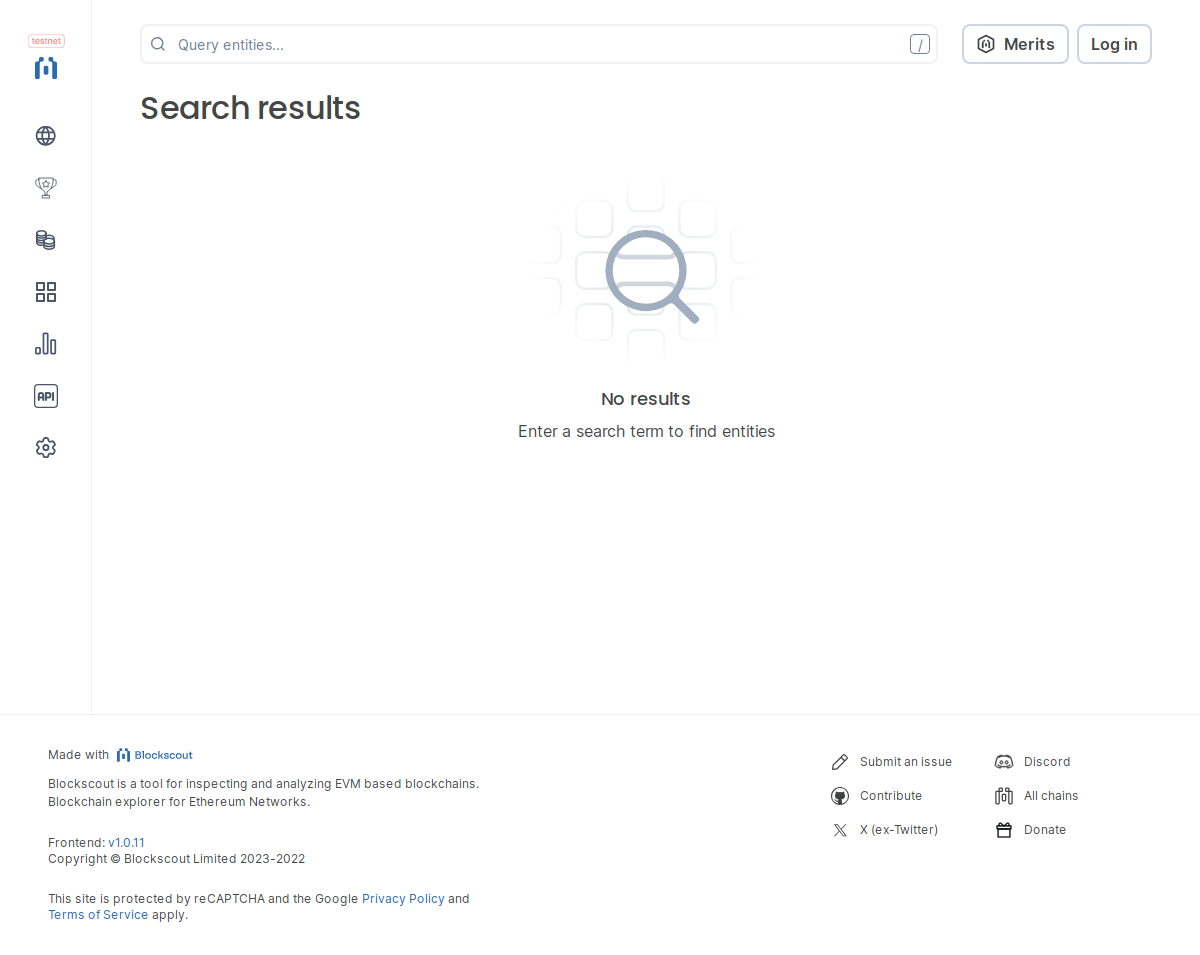 testnet
Query entities...
/
Merits
Log in
Search results
API
No results
Enter a search term to find entities
Made with Blockscout
Blockscout is a tool for inspecting and analyzing EVM based blockchains.
Blockchain explorer for Ethereum Networks.
Frontend: v1.0.11
Copyright © Blockscout Limited 2023-2022
This site is protected by reCAPTCHA and the Google Privacy Policy and
Terms of Service apply.
Submit an issue
Discord
Contribute
All chains
X (ex-Twitter)
Donate